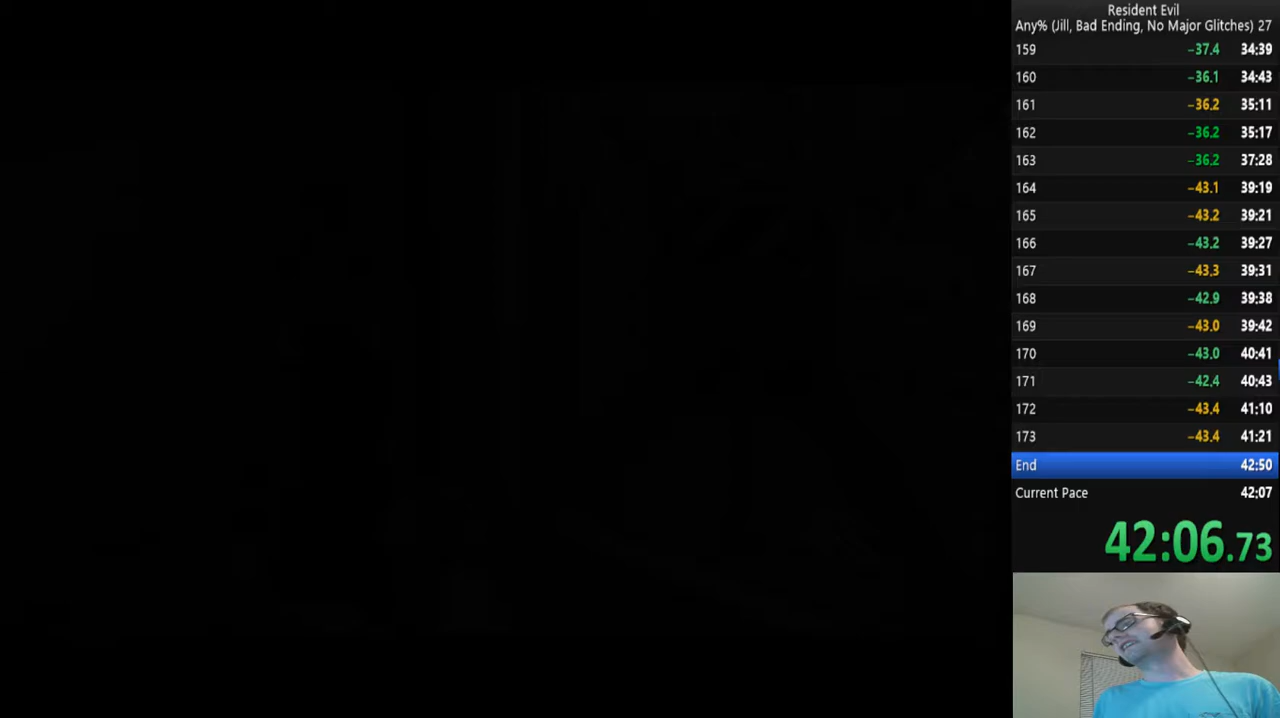 Resident Evil
Any% (Jill, Bad Ending, No Major Glitches) 27
159 -37.4 34:39
160 -36.1 34:43
161 -36.2 35:11
162 -36.2 35:17
163 -36.2 37:28
164 -43.1 39:19
165 -43.2 39:21
166 -43.2 39:27
167 -43.3 39:31
168 -42.9 39:38
169 -43.0 39:42
170 -43.0 40:41
171 -42.4 40:43
172 -43.4 41:10
173 -43.4 41:21
End 42:50
Current Pace 42:07
42:06.73